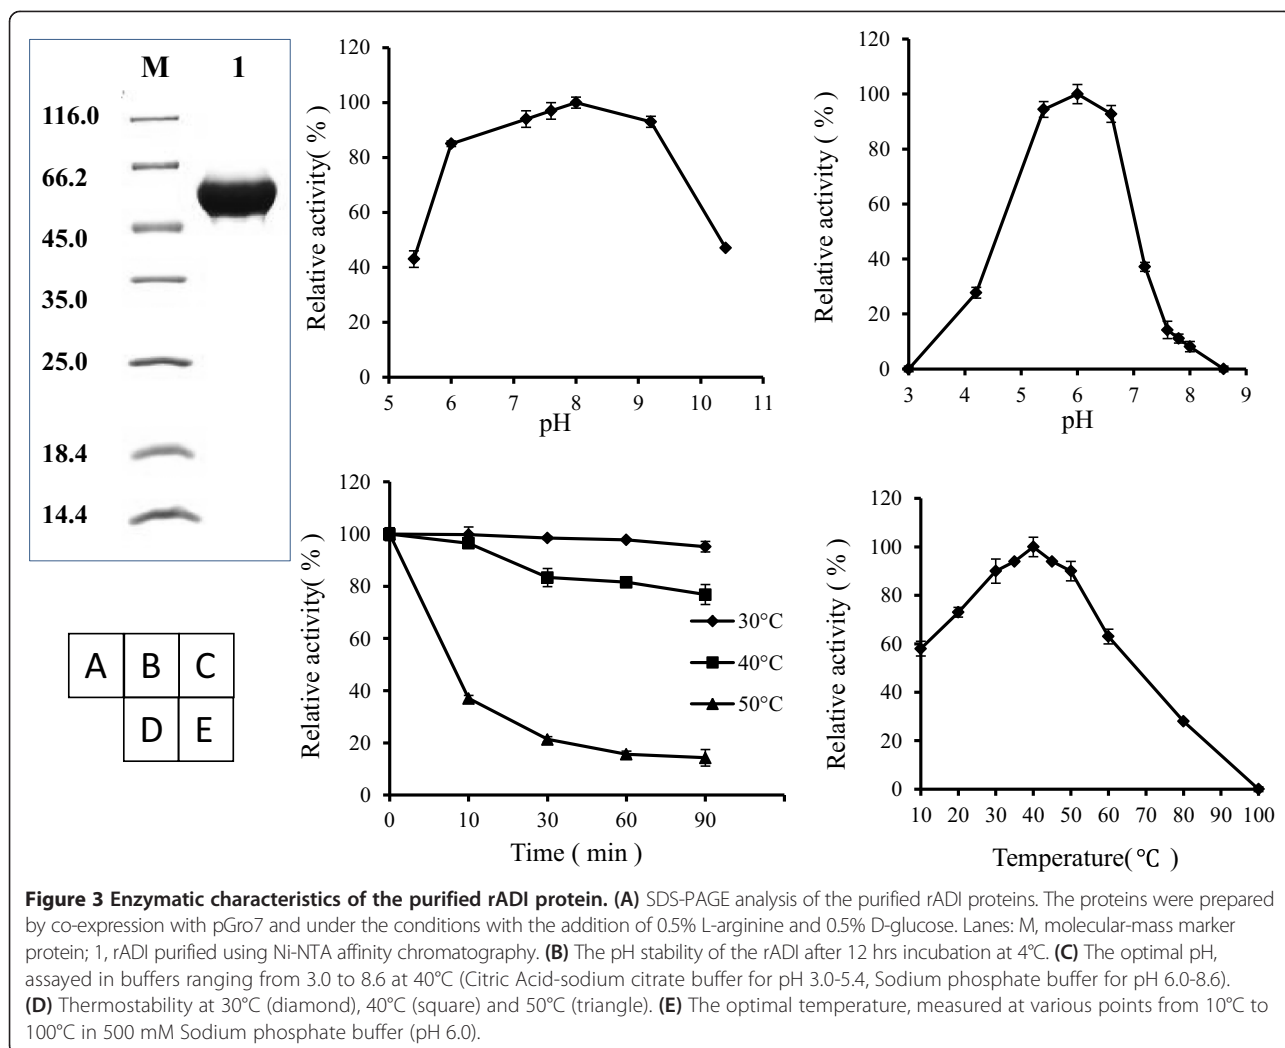 M 1
116.0
66.2
45.0
35.0
25.0
18.4
14.4
A B C
D E
120
100
80
60
40
20
0
Relative activity( % )
5 6 7 8 9 10 11
pH
120
100
80
60
40
20
0
Relative activity ( % )
3 4 5 6 7 8 9
pH
120
100
80
60
40
20
0
Relative activity( % )
0 10 30 60 90
Time ( min )
30°C
40°C
50°C
120
100
80
60
40
20
0
Relative activity ( % )
10 20 30 40 50 60 70 80 90 100
Temperature( °C )
Figure 3 Enzymatic characteristics of the purified rADI protein. (A) SDS-PAGE analysis of the purified rADI proteins. The proteins were prepared
by co-expression with pGro7 and under the conditions with the addition of 0.5% L-arginine and 0.5% D-glucose. Lanes: M, molecular-mass marker
protein; 1, rADI purified using Ni-NTA affinity chromatography. (B) The pH stability of the rADI after 12 hrs incubation at 4°C. (C) The optimal pH,
assayed in buffers ranging from 3.0 to 8.6 at 40°C (Citric Acid-sodium citrate buffer for pH 3.0-5.4, Sodium phosphate buffer for pH 6.0-8.6).
(D) Thermostability at 30°C (diamond), 40°C (square) and 50°C (triangle). (E) The optimal temperature, measured at various points from 10°C to
100°C in 500 mM Sodium phosphate buffer (pH 6.0).